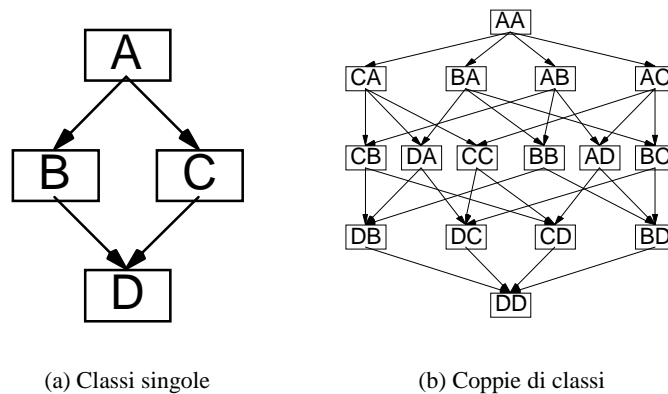 AA
A
CA BA AB AC
B C
CB DA CC BB AD BC
DB DC CD BD
D
DD
(a) Classi singole
(b) Coppie di classi